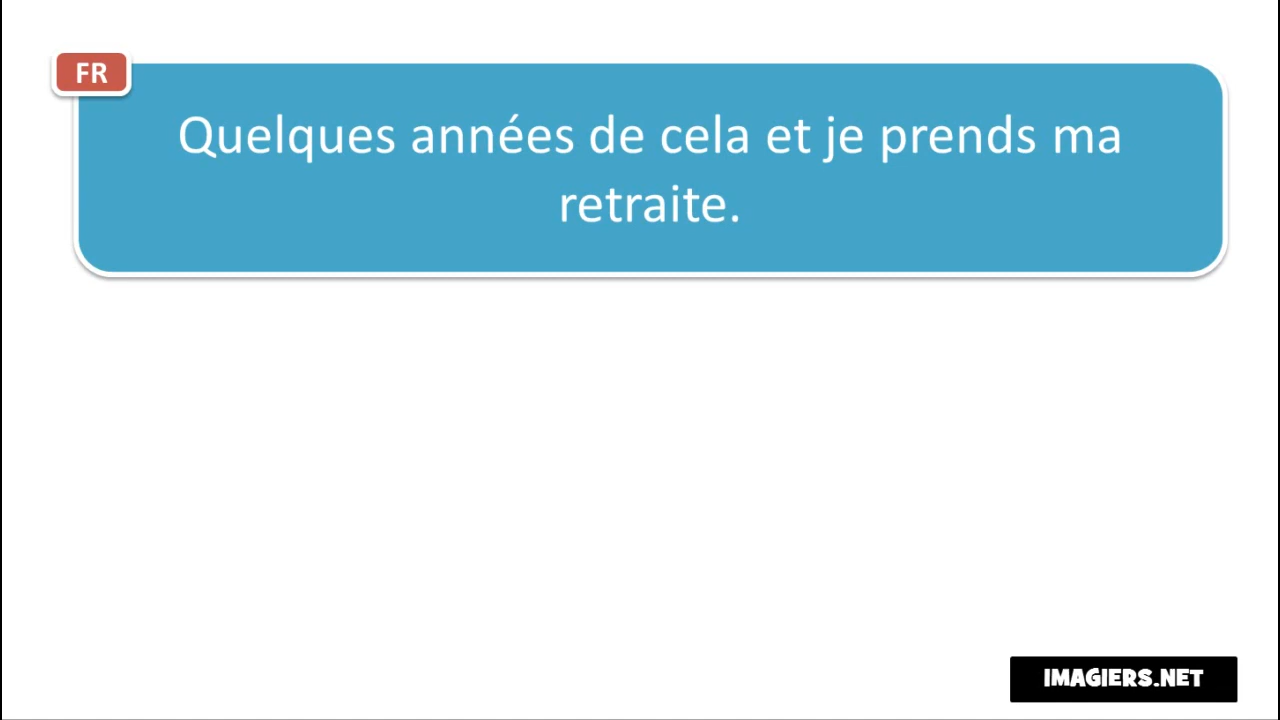 FR
Quelques années de cela et je prends ma
retraite.
IMAGIERS.NET